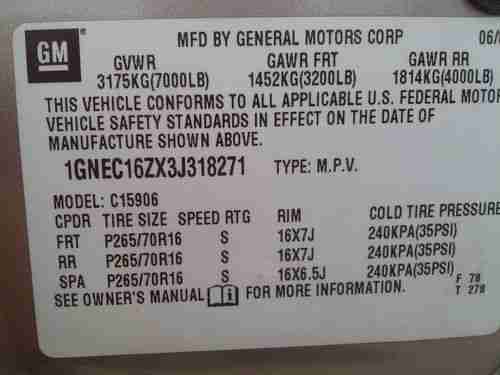 GM
MFD BY GENERAL MOTORS CORP 06/
GVWR GAWR FRT GAWR RR
3175KG(7000LB) 1452KG(3200LB) 1814KG(4000LB)
THIS VEHICLE CONFORMS TO ALL APPLICABLE U.S. FEDERAL MOTO
VEHICLE SAFETY STANDARDS IN EFFECT ON THE DATE OF
MANUFACTURE SHOWN ABOVE.
1GNEC16ZX3J318271 TYPE: M.P.V.
MODEL: C15906
CPDR TIRE SIZE SPEED RTG RIM COLD TIRE PRESSURE
FRT P265/70R16 S 16X7J 240KPA(35PSI)
RR P265/70R16 S 16X7J 240KPA(35PSI)
SPA P265/70R16 S 16X6.5J 240KPA(35PSI)
SEE OWNER'S MANUAL i FOR MORE INFORMATION.
F 78
T 278